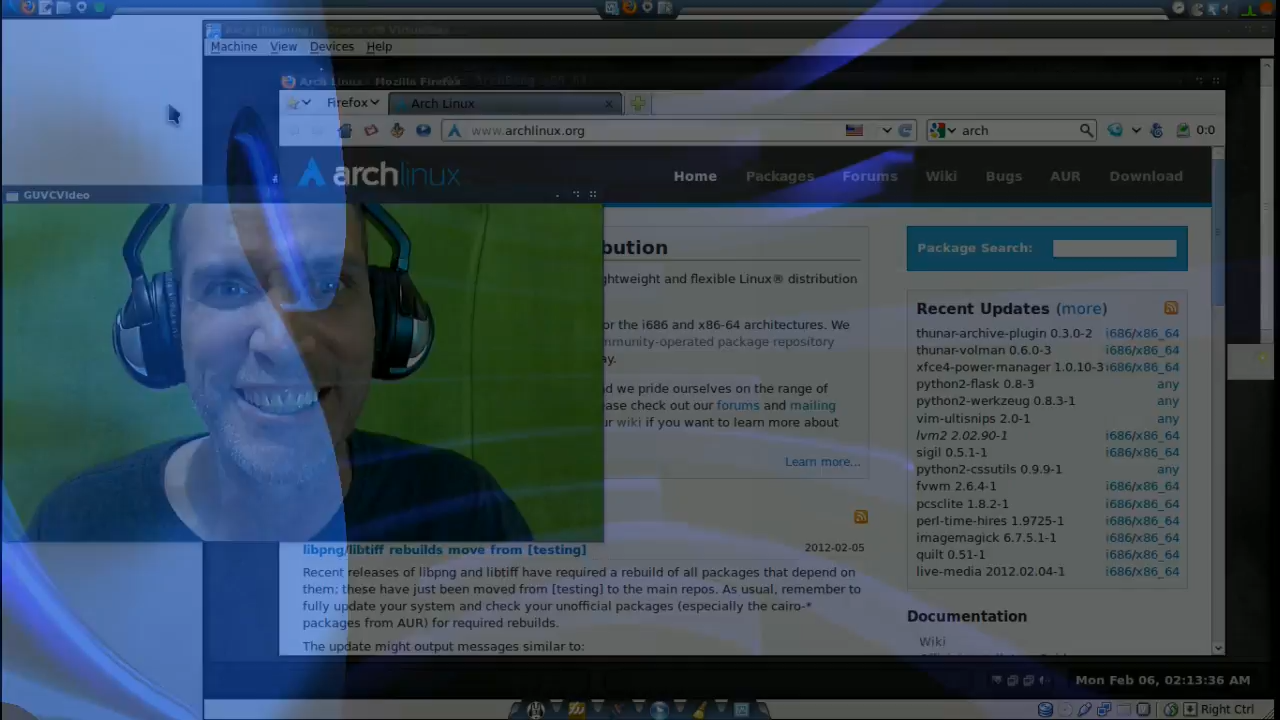 Machine View Devices Help
Arch Linux - Mozilla Firefox
Firefox
Arch Linux
www.archlinux.org
arch
0:0
archlinux
Home Packages Forums Wiki Bugs AUR Download
GUVCVideo
bution
Package Search:
ghtweight and flexible Linux® distribution
or the i686 and x86-64 architectures. We
mmunity-operated package repository
ay.
nd we pride ourselves on the range of
ease check out our forums and mailing
ur wiki if you want to learn more about
Learn more...
Recent Updates (more)
thunar-archive-plugin 0.3.0-2 i686/x86_64
thunar-volman 0.6.0-3 i686/x86_64
xfce4-power-manager 1.0.10-3 i686/x86_64
python2-flask 0.8-3 any
python2-werkzeug 0.8.3-1 any
vim-ultisnips 2.0-1 any
lvm2 2.02.90-1 i686/x86_64
sigil 0.5.1-1 i686/x86_64
python2-cssutils 0.9.9-1 any
fvwm 2.6.4-1 i686/x86_64
pcsclite 1.8.2-1 i686/x86_64
perl-time-hires 1.9725-1 i686/x86_64
imagemagick 6.7.5.1-1 i686/x86_64
quilt 0.51-1 i686/x86_64
live-media 2012.02.04-1 i686/x86_64
libpng/libtiff rebuilds move from [testing]
2012-02-05
Recent releases of libpng and libtiff have required a rebuild of all packages that depend on
them; these have just been moved from [testing] to the main repos. As usual, remember to
fully update your system and check your unofficial packages (especially the cairo-*
packages from AUR) for required rebuilds.
The update might output messages similar to:
Documentation
Wiki
Mon Feb 06, 02:13:36 AM
Right Ctrl